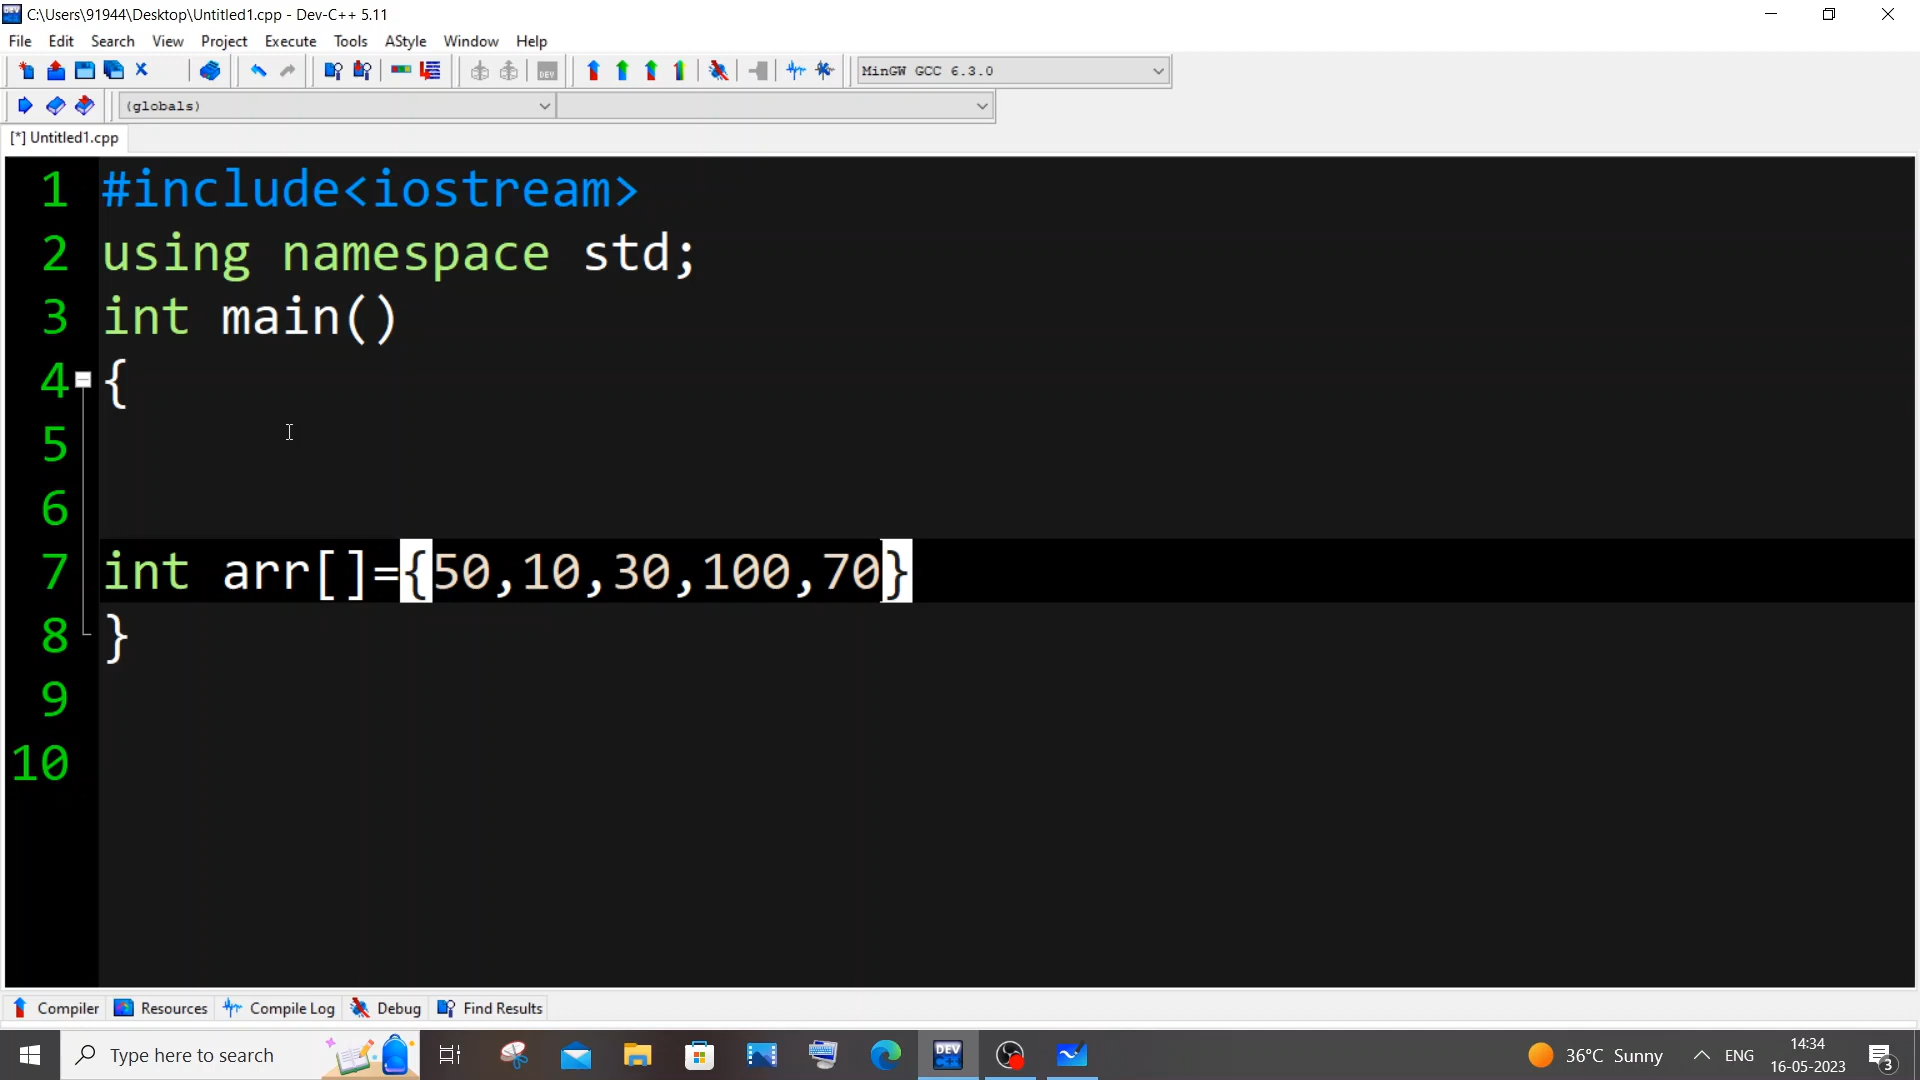 C:\Users\91944\Desktop\Untitled1.cpp - Dev-C++ 5.11
File Edit Search View Project Execute Tools AStyle Window Help
DEV
MinGW GCC 6.3.0
(globals)
[*] Untitled1.cpp
1 #include<iostream>
2 using namespace std;
3 int main()
4 {
5
6
7 int arr[]={50,10,30,100,70}
8 }
9
10
Compiler Resources Compile Log Debug Find Results
Type here to search
DEV C++
36°C Sunny
ENG
14:34
16-05-2023
3